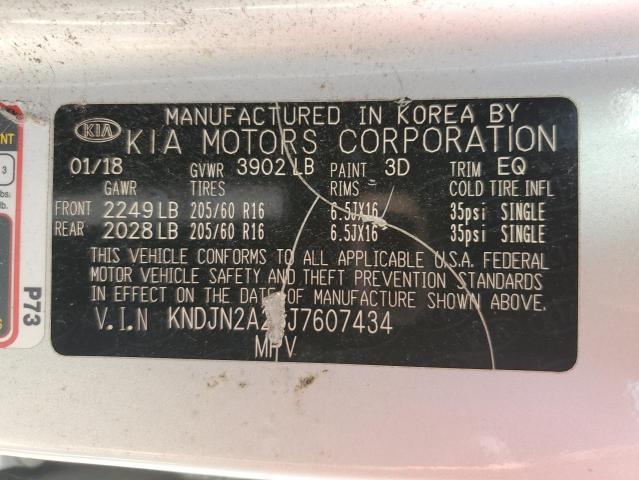 MANUFACTURED IN KOREA BY
KIA KIA MOTORS CORPORATION
01/18 GVWR 3902 LB PAINT 3D TRIM EQ
GAWR TIRES RIMS COLD TIRE INFL
FRONT 2249 LB 205/60 R16 6.5JX16 35psi SINGLE
REAR 2028 LB 205/60 R16 6.5JX16 35psi SINGLE
THIS VEHICLE CONFORMS TO ALL APPLICABLE U.S.A. FEDERAL
MOTOR VEHICLE SAFETY AND THEFT PREVENTION STANDARDS
IN EFFECT ON THE DATE OF MANUFACTURE SHOWN ABOVE.
V.I.N
MPV
3
P73